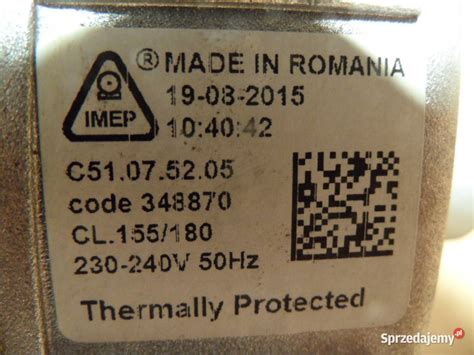 ® MADE IN ROMANIA
19-08-2015
IMEP
10:40:42
C51.07.52.05
code 348870
CL.155/180
230-240V 50Hz
Thermally Protected
Sprzedajemy.pl